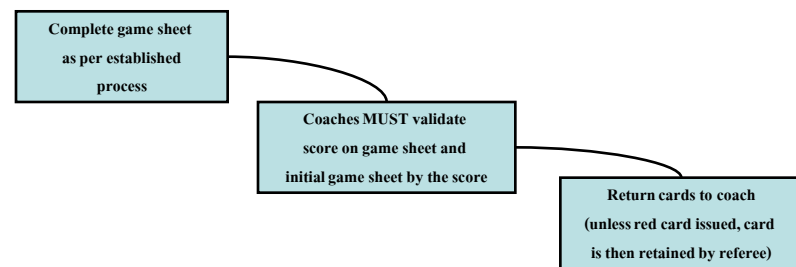 Complete game sheet
as per established
process
Coaches MUST validate
score on game sheet and
initial game sheet by the score
Return cards to coach
(unless red card issued, card
is then retained by referee)